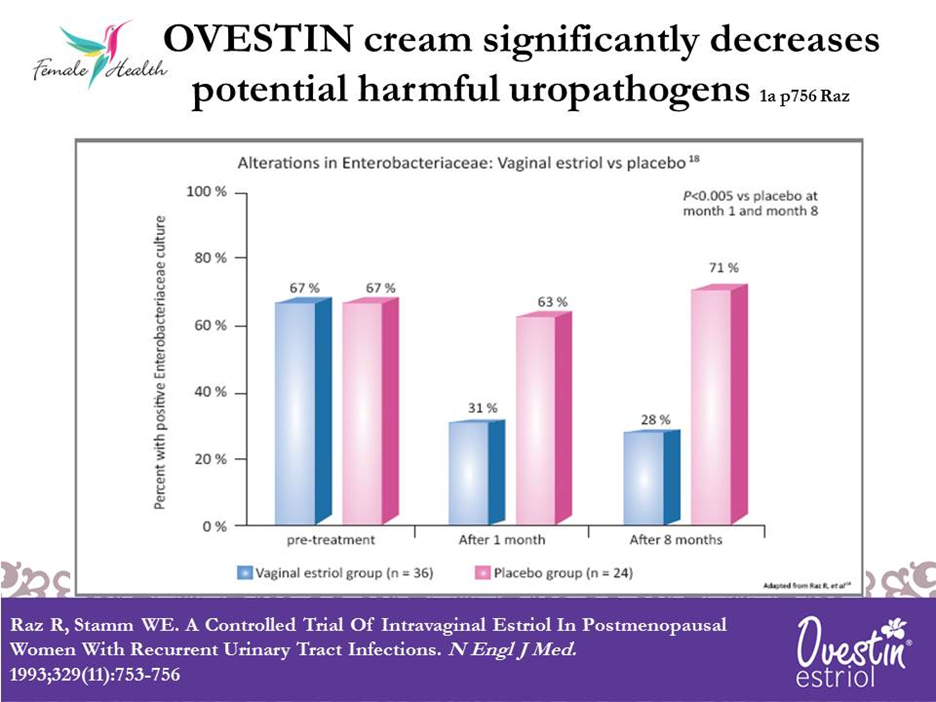 Female Health
OVESTIN cream significantly decreases
potential harmful uropathogens 1a p756 Raz
Alterations in Enterobacteriaceae: Vaginal estriol vs placebo 18
100 %
P<0.005 vs placebo at
month 1 and month 8
Percent with positive Enterobacteriaceae culture
80 %
60 %
40 %
20 %
0 %
67 %
67 %
31 %
63 %
28 %
71 %
pre-treatment
After 1 month
After 8 months
Vaginal estriol group (n = 36)
Placebo group (n = 24)
Adapted from Raz R, et al
Raz R, Stamm WE. A Controlled Trial Of Intravaginal Estriol In Postmenopausal
Women With Recurrent Urinary Tract Infections. N Engl J Med.
1993;329(11):753-756
Ovestin®
estriol